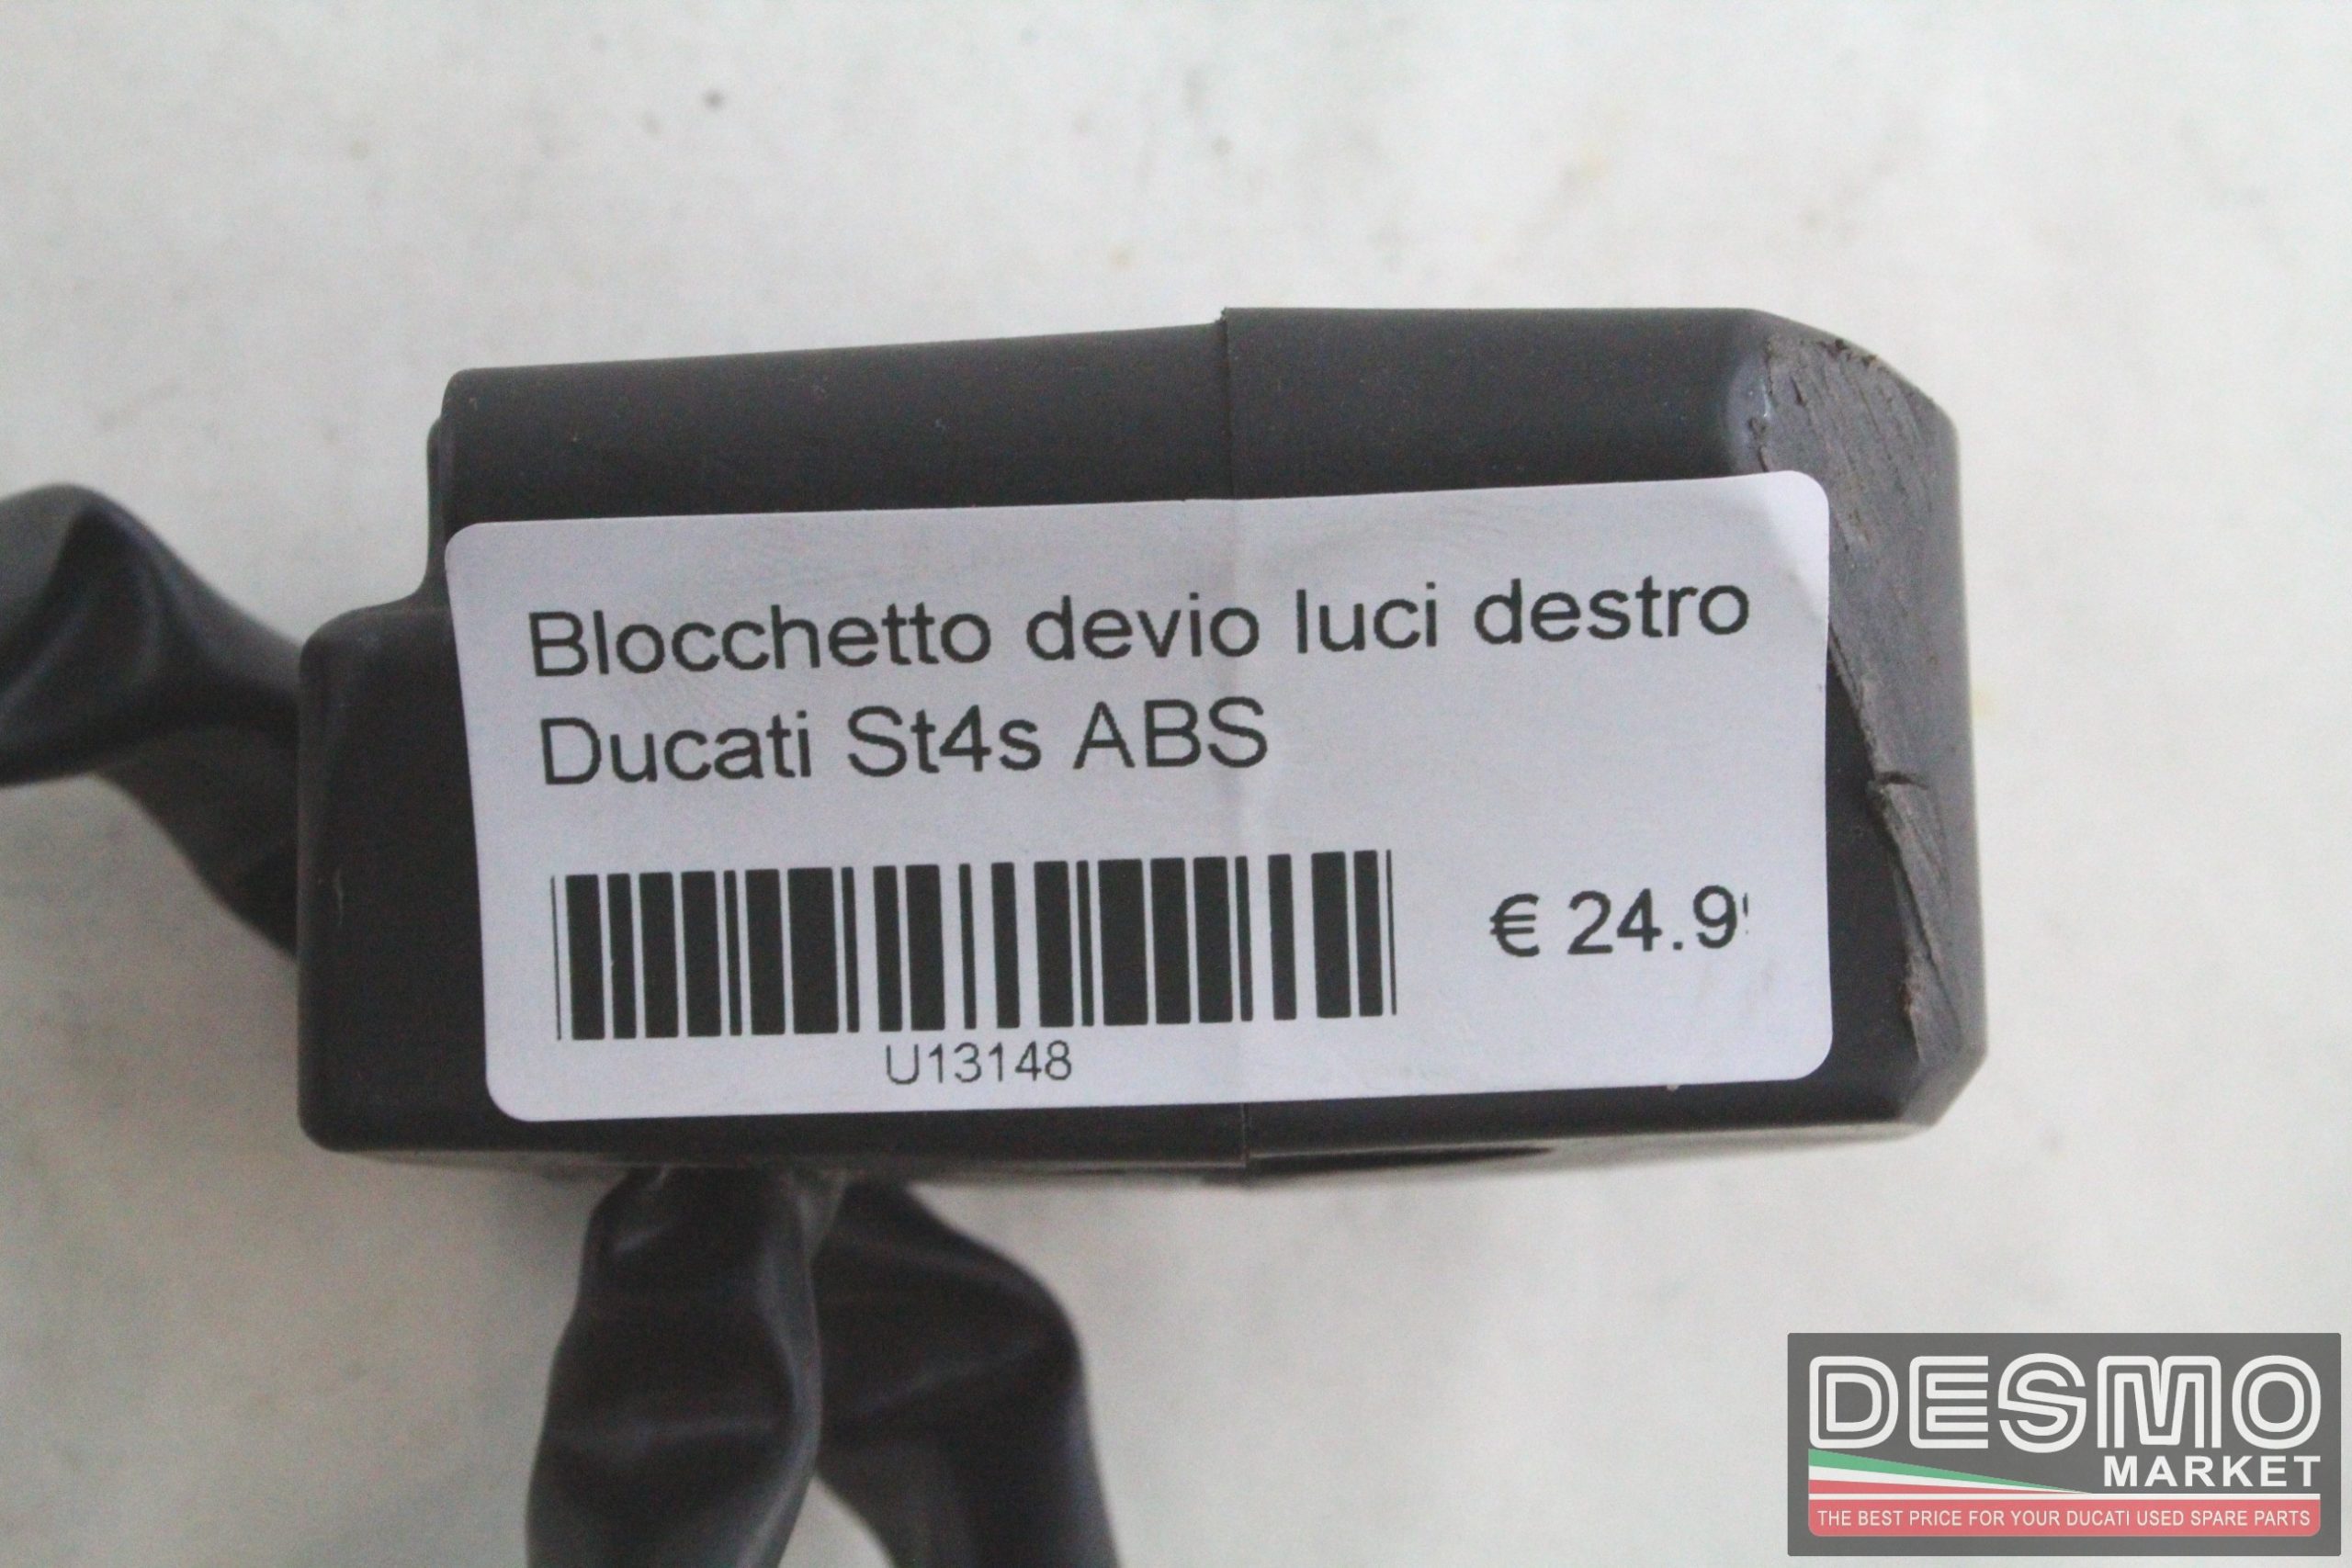 Blocchetto devio luci destro
Ducati St4s ABS
€ 24.9
U13148
DESMO
MARKET
THE BEST PRICE FOR YOUR DUCATI USED SPARE PARTS